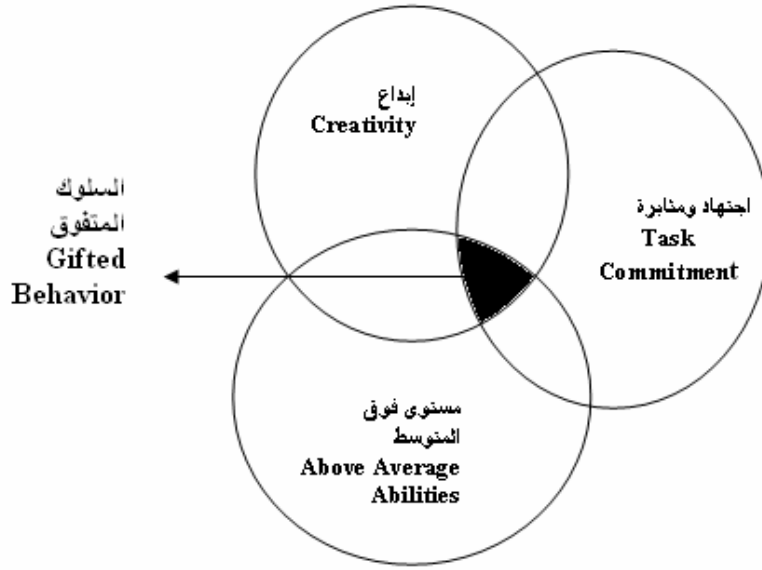 إبداع
Creativity
اجتهاد ومثابرة
Task
Commitment
السلوك
المتفوق
Gifted
Behavior
مستوى فوق
المتوسط
Above Average
Abilities